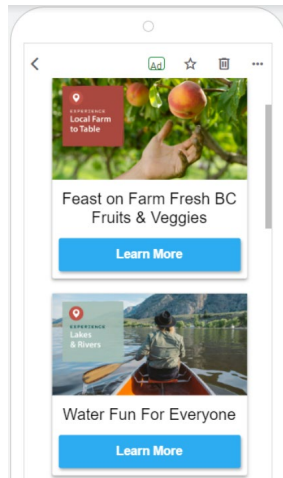 Ad
EXPERIENCE
Local Farm
to Table
Feast on Farm Fresh BC
Fruits & Veggies
Learn More
EXPERIENCE
Lakes
& Rivers
Water Fun For Everyone
Learn More